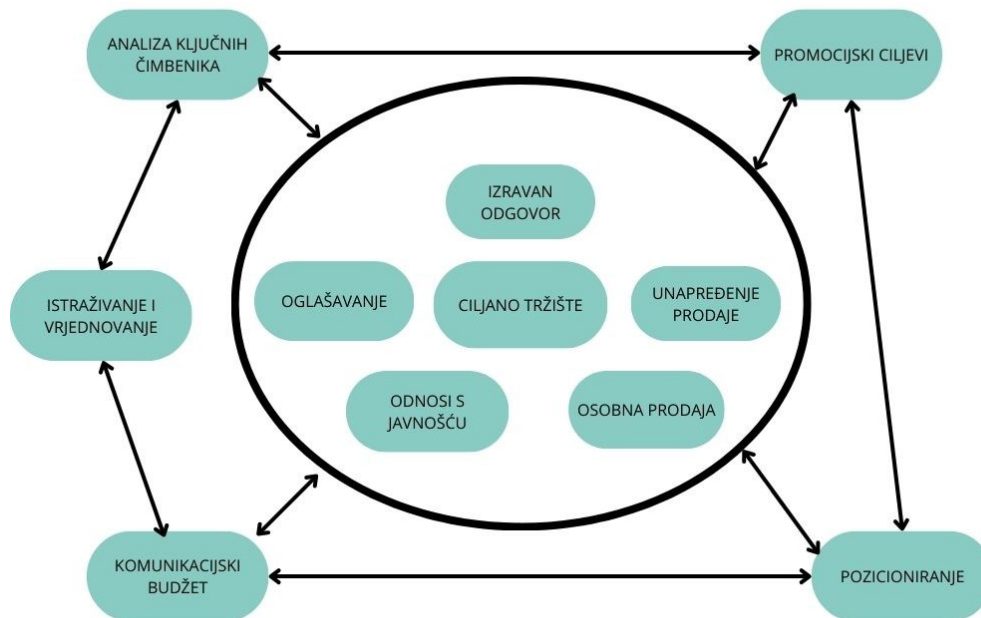 ANALIZA KLJUČNIH
ČIMBENIKA
PROMOCIJSKI CILJEVI
IZRAVAN
ODGOVOR
OGLAŠAVANJE
CILJANO TRŽIŠTE
UNAPREĐENJE
PRODAJE
ISTRAŽIVANJE I
VRJEDNOVANJE
ODNOSI S
JAVNOŠĆU
OSOBNA PRODAJA
KOMUNIKACIJSKI
BUDŽET
POZICIONIRANJE